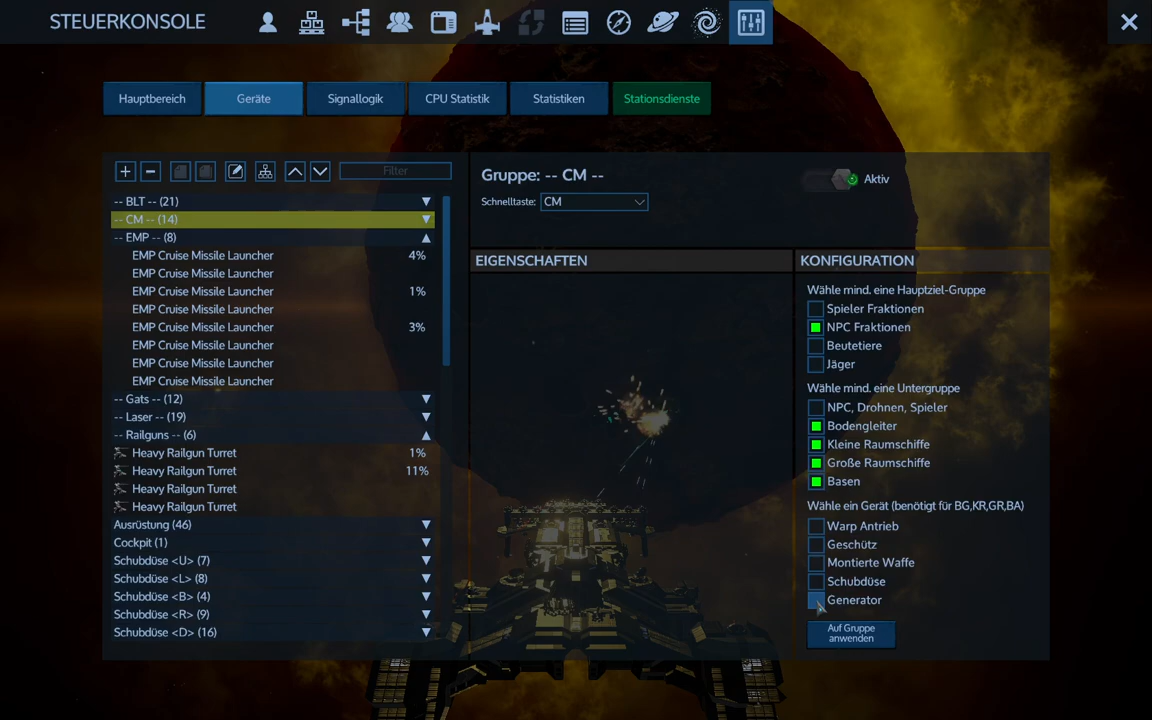 STEUERKONSOLE
Hauptbereich
Geräte
Signallogik
CPU Statistik
Statistiken
Stationsdienste
Filter
-- BLT -- (21)
-- CM -- (14)
-- EMP -- (8)
EMP Cruise Missile Launcher 4%
EMP Cruise Missile Launcher
EMP Cruise Missile Launcher 1%
EMP Cruise Missile Launcher
EMP Cruise Missile Launcher 3%
EMP Cruise Missile Launcher
EMP Cruise Missile Launcher
EMP Cruise Missile Launcher
-- Gats -- (12)
-- Laser -- (19)
-- Railguns -- (6)
Heavy Railgun Turret 1%
Heavy Railgun Turret 11%
Heavy Railgun Turret
Heavy Railgun Turret
Ausrüstung (46)
Cockpit (1)
Schubdüse <U> (7)
Schubdüse <L> (8)
Schubdüse <B> (4)
Schubdüse <R> (9)
Schubdüse <D> (16)
Gruppe: -- CM --
Aktiv
Schnelltaste: CM
EIGENSCHAFTEN
KONFIGURATION
Wähle mind. eine Hauptziel-Gruppe
Spieler Fraktionen
NPC Fraktionen
Beutetiere
Jäger
Wähle mind. eine Untergruppe
NPC, Drohnen, Spieler
Bodengleiter
Kleine Raumschiffe
Große Raumschiffe
Basen
Wähle ein Gerät (benötigt für BG,KR,GR,BA)
Warp Antrieb
Geschütz
Montierte Waffe
Schubdüse
Generator
Auf Gruppe
anwenden